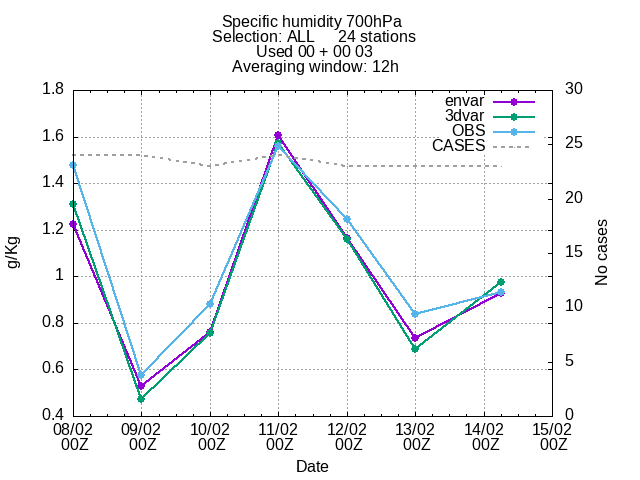 Specific humidity 700hPa
Selection: ALL 24 stations
Used 00 + 00 03
Averaging window: 12h
envar
3dvar
OBS
CASES
1.8
1.6
1.4
1.2
1
0.8
0.6
0.4
g/Kg
30
25
20
15
10
5
0
No cases
08/02 09/02 10/02 11/02 12/02 13/02 14/02 15/02
00Z 00Z 00Z 00Z 00Z 00Z 00Z 00Z
Date